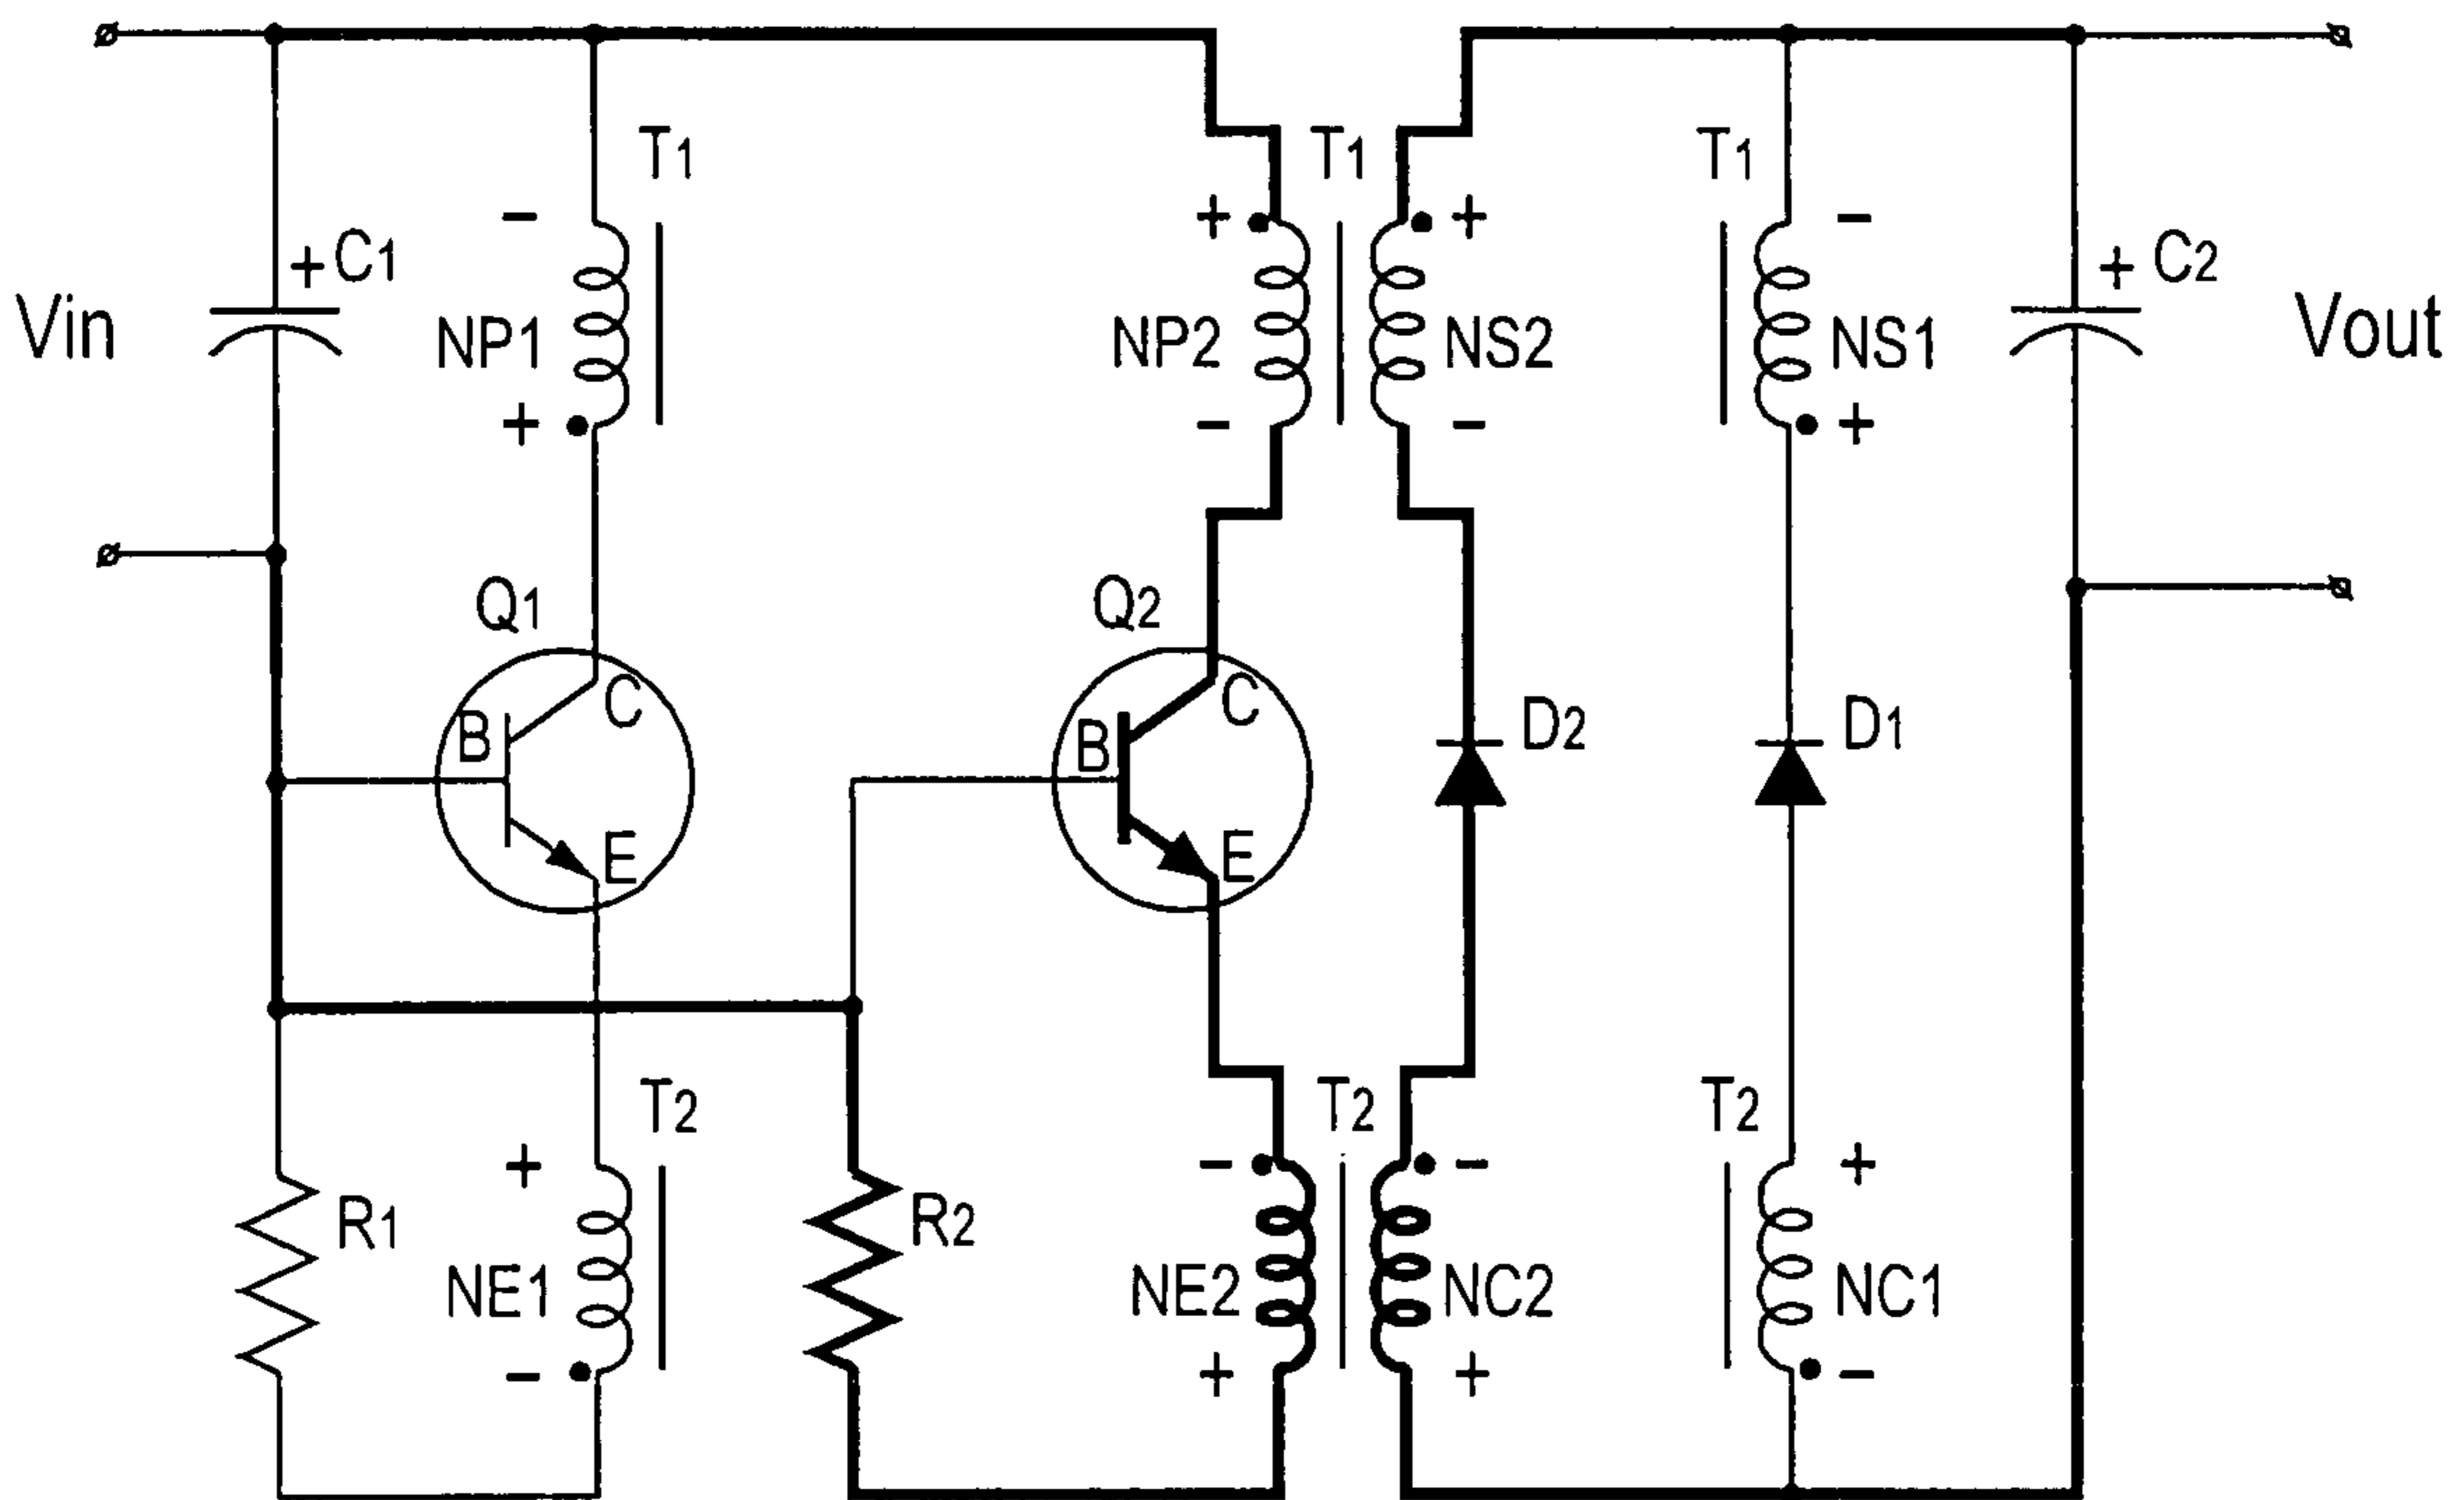 T1 T1 T1
- + + -
+ C1 + C2
Vin NP1 NP2 NS2 NS1 Vout
+ - - +
Q1 Q2
C C
B B D2 D1
E E
T2 T2 T2
+ - - +
R1 R2
NE1 NE2 NC2 NC1
- + + -